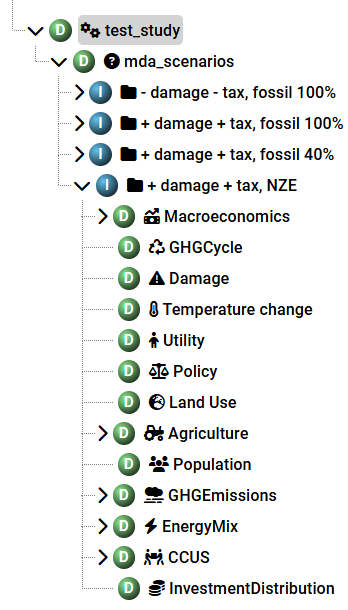 D test_study
D ? mda_scenarios
I - damage - tax, fossil 100%
I + damage + tax, fossil 100%
I + damage + tax, fossil 40%
I + damage + tax, NZE
D Macroeconomics
D GHGCycle
D Damage
D Temperature change
D Utility
D Policy
D Land Use
D Agriculture
D Population
D GHGEmissions
D EnergyMix
D CCUS
D InvestmentDistribution